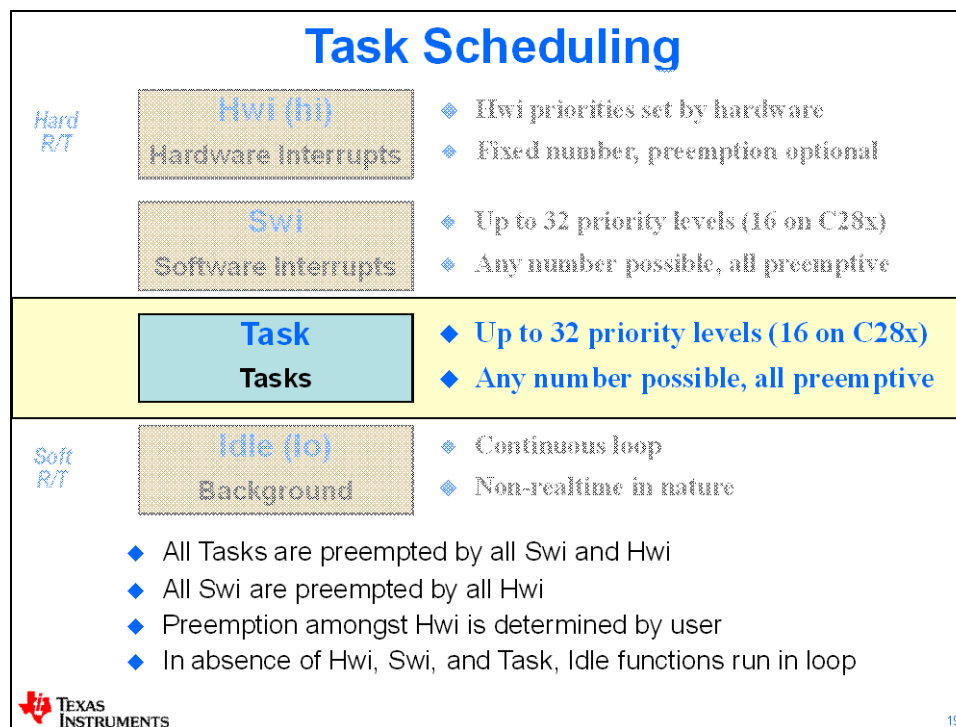 Task Scheduling
Hard
R/T
Hwi (hi)
Hardware Interrupts
◆ Hwi priorities set by hardware
◆ Fixed number, preemption optional
Swi
Software Interrupts
◆ Up to 32 priority levels (16 on C28x)
◆ Any number possible, all preemptive
Task
Tasks
◆ Up to 32 priority levels (16 on C28x)
◆ Any number possible, all preemptive
Soft
R/T
Idle (lo)
Background
◆ Continuous loop
◆ Non-realtime in nature
◆ All Tasks are preempted by all Swi and Hwi
◆ All Swi are preempted by all Hwi
◆ Preemption amongst Hwi is determined by user
◆ In absence of Hwi, Swi, and Task, Idle functions run in loop
TEXAS
INSTRUMENTS
19